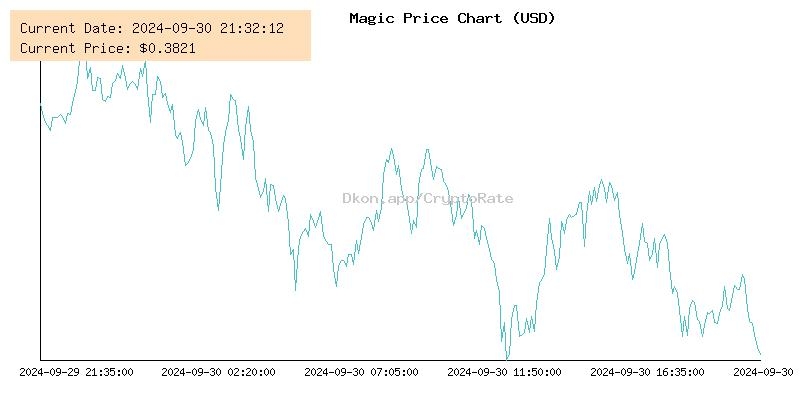 Magic Price Chart (USD)
Current Date: 2024-09-30 21:32:12
Current Price: $0.3821
Dkon.app/CryptoRate
2024-09-29 21:35:00 2024-09-30 02:20:00 2024-09-30 07:05:00 2024-09-30 11:50:00 2024-09-30 16:35:00 2024-09-30